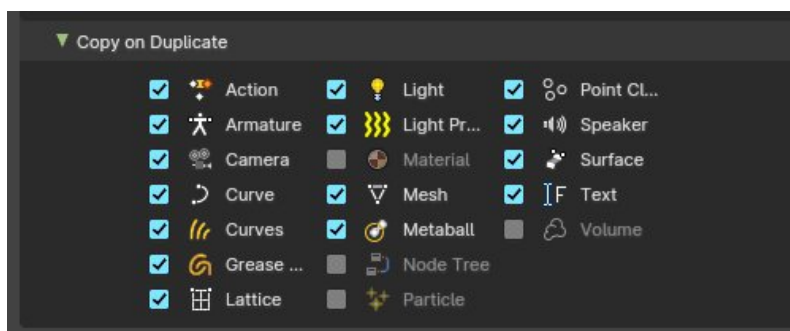 Copy on Duplicate
Action
Armature
Camera
Curve
Curves
Grease ...
Lattice
Light
Light Pr...
Material
Mesh
Metaball
Node Tree
Particle
Point Cl...
Speaker
Surface
Text
Volume